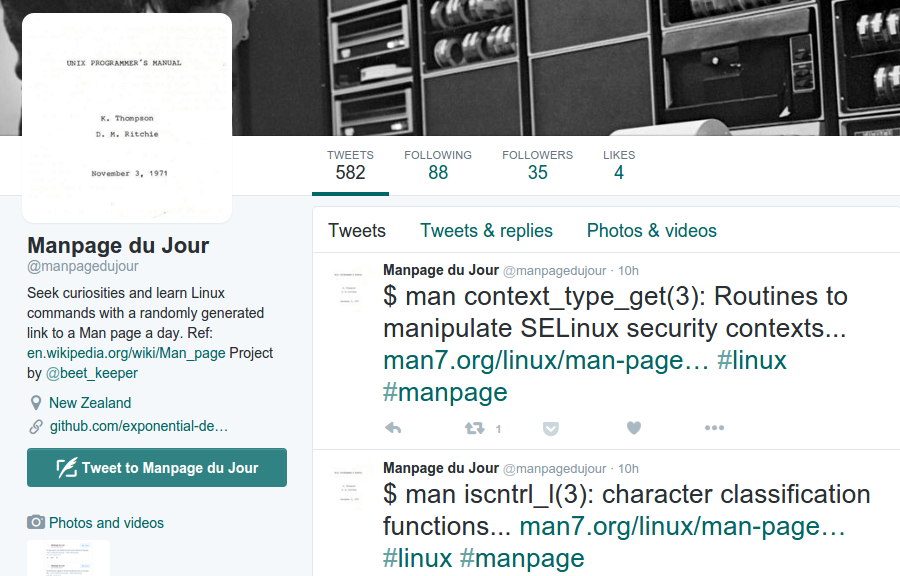 UNIX PROGRAMMER'S MANUAL
K. Thompson
D. M. Ritchie
November 3, 1971
TWEETS FOLLOWING FOLLOWERS LIKES
582 88 35 4
Manpage du Jour
@manpagedujour
Seek curiosities and learn Linux
commands with a randomly generated
link to a Man page a day. Ref:
en.wikipedia.org/wiki/Man_page Project
by @beet_keeper
New Zealand
github.com/exponential-de…
Tweet to Manpage du Jour
Photos and videos
Tweets Tweets & replies Photos & videos
Manpage du Jour @manpagedujour · 10h
$ man context_type_get(3): Routines to
manipulate SELinux security contexts...
man7.org/linux/man-page… #linux
#manpage
1
Manpage du Jour @manpagedujour · 10h
$ man iscntrl_l(3): character classification
functions... man7.org/linux/man-page…
#linux #manpage